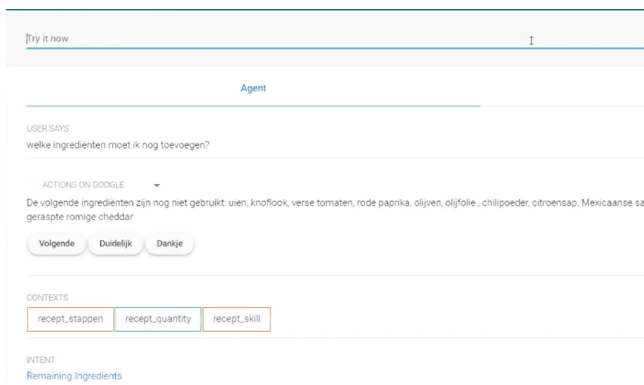 Try it now
Agent
USER SAYS
welke ingrediënten moet ik nog toevoegen?
ACTIONS ON GOOGLE
De volgende ingrediënten zijn nog niet gebruikt: uien, knoflook, verse tomaten, rode paprika, olijven, olijfolie , chilipoeder, citroensap, Mexicaanse sa
geraspte romige cheddar
Volgende Duidelijk Dankje
CONTEXTS
recept_stappen recept_quantity recept_skill
INTENT
Remaining Ingredients